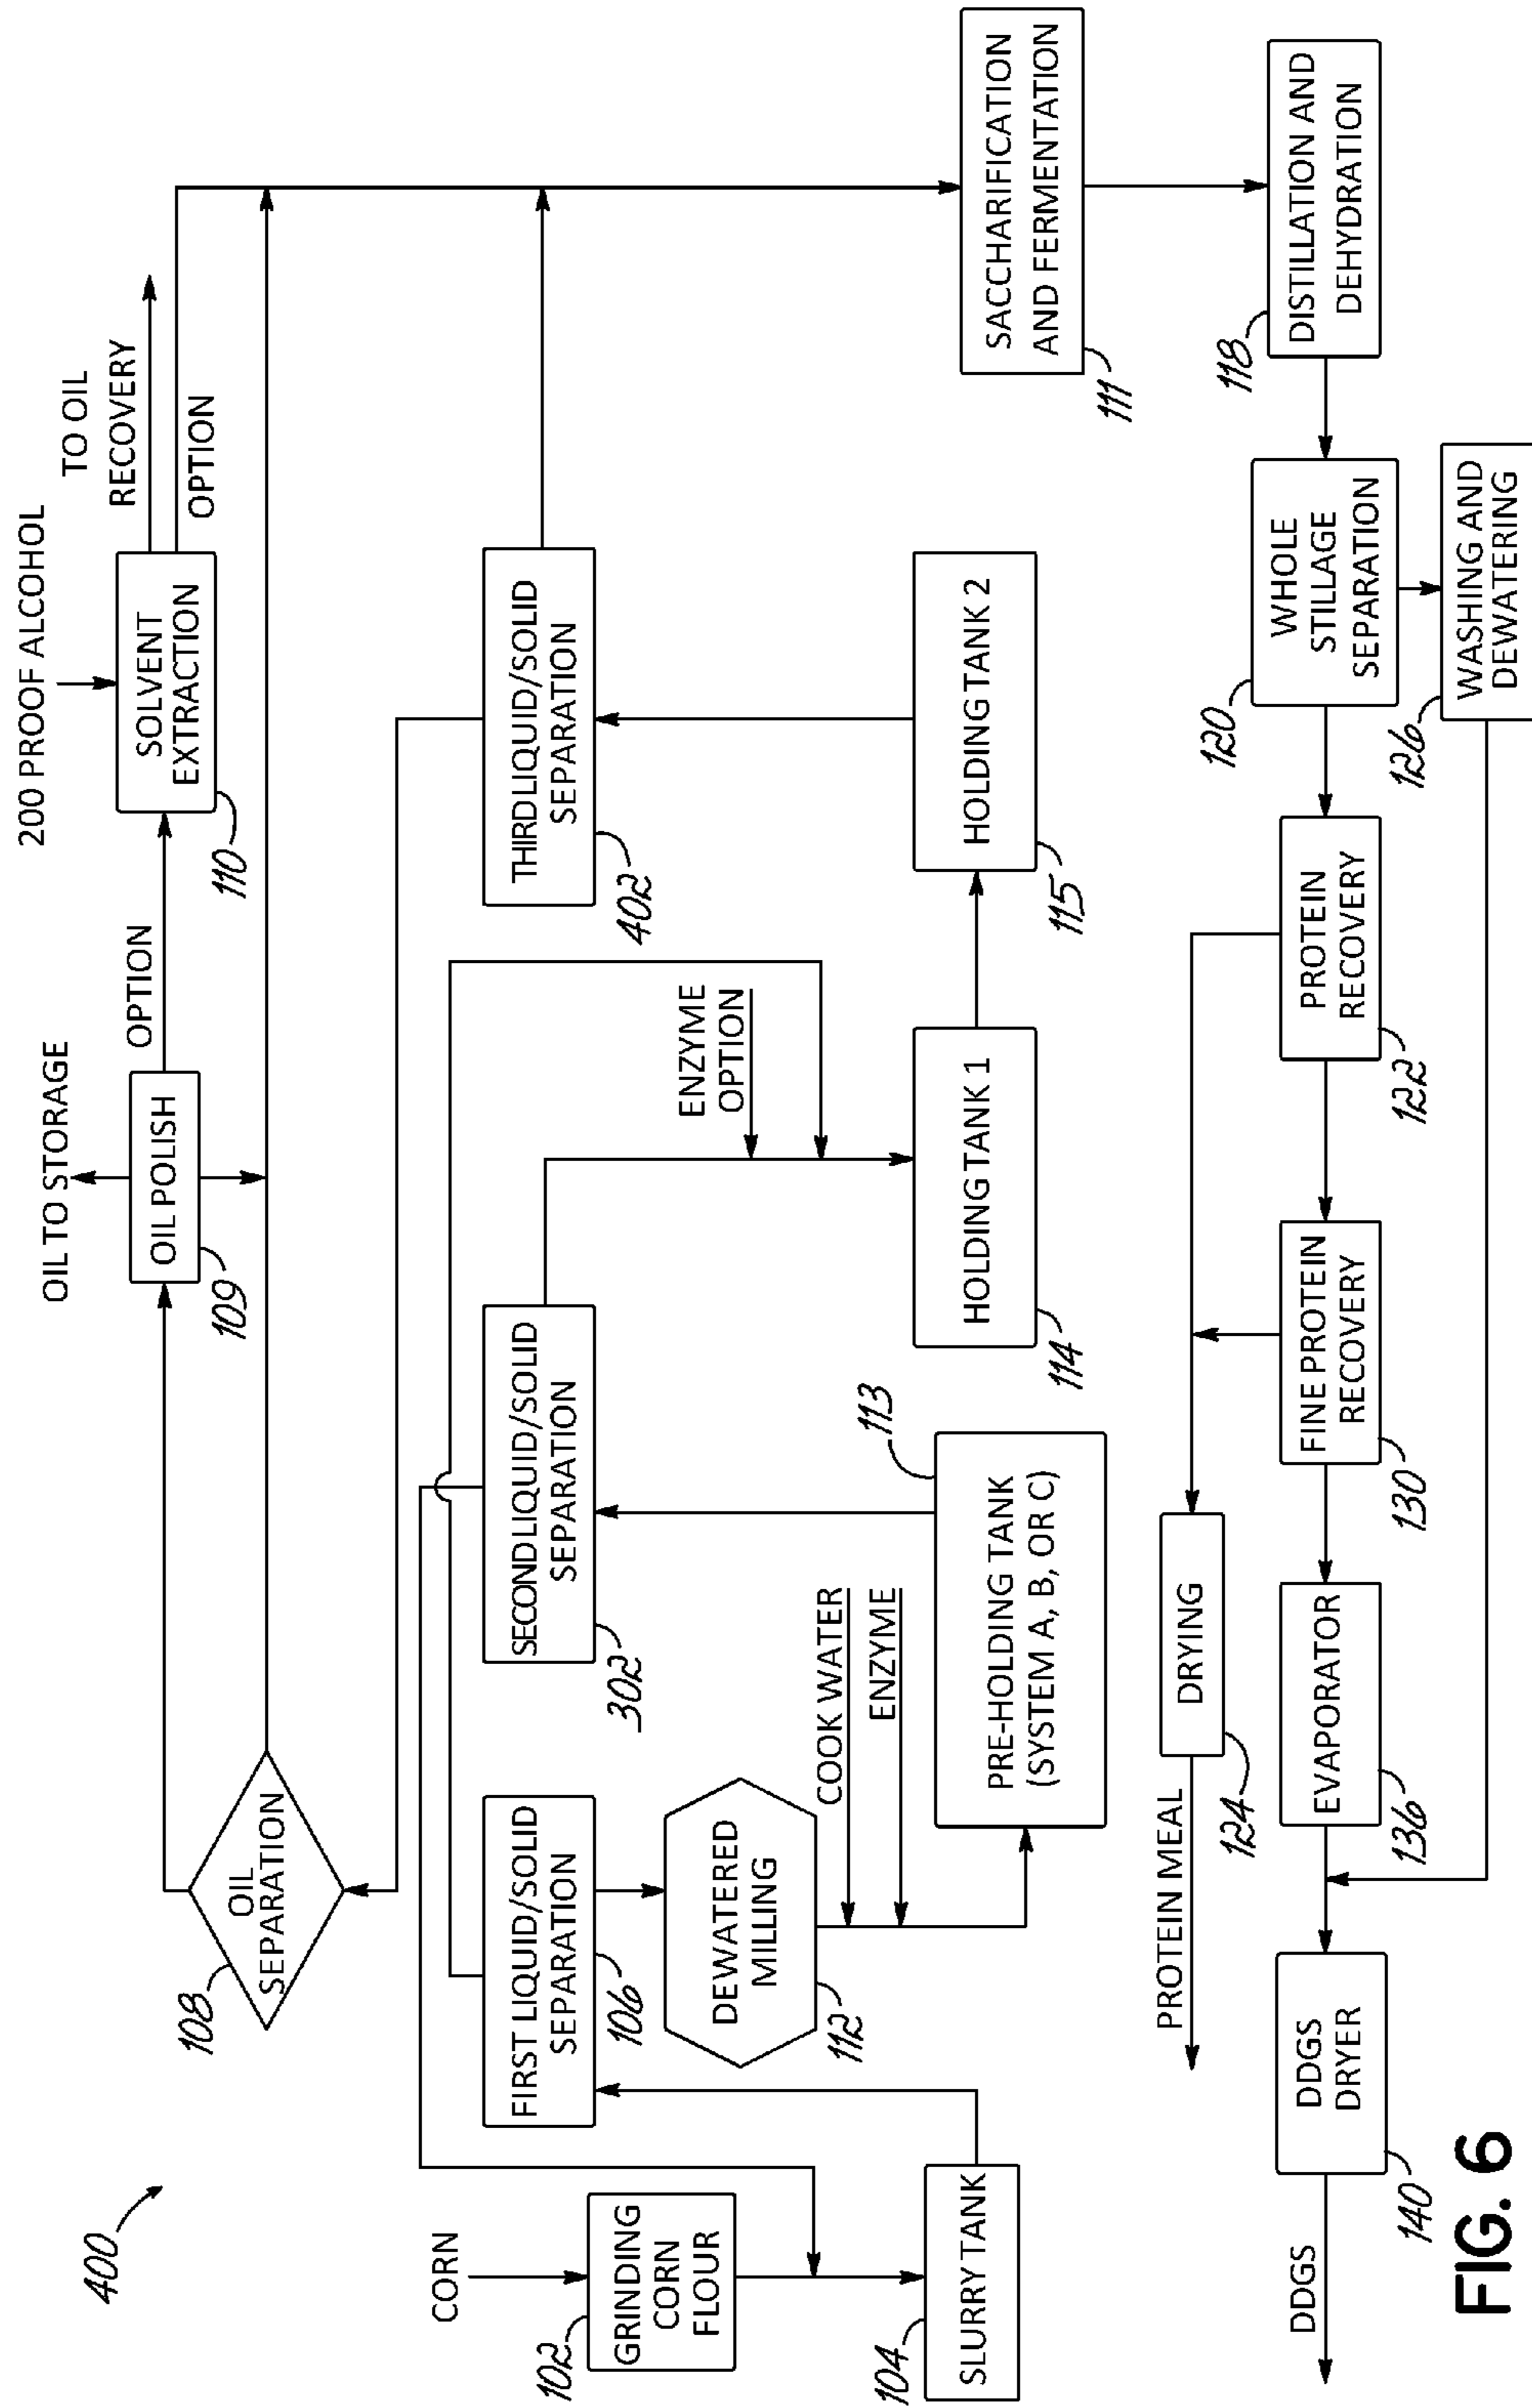 400
CORN
102
GRINDING
CORN
FLOUR
104
SLURRY TANK
108
OIL
SEPARATION
FIRST LIQUID/SOLID
SEPARATION
106
DEWATERED
MILLING
112
COOK WATER
ENZYME
PRE-HOLDING TANK
(SYSTEM A, B, OR C)
113
SECOND LIQUID/SOLID
SEPARATION
302
OIL TO STORAGE
OIL POLISH
109
OPTION
200 PROOF ALCOHOL
SOLVENT
EXTRACTION
110
TO OIL
RECOVERY
OPTION
ENZYME
OPTION
HOLDING TANK 1
114
HOLDING TANK 2
115
THIRD LIQUID/SOLID
SEPARATION
402
SACCHARIFICATION
AND FERMENTATION
111
DISTILLATION AND
DEHYDRATION
118
WHOLE
STILLAGE
SEPARATION
120
WASHING AND
DEWATERING
126
PROTEIN
RECOVERY
122
FINE PROTEIN
RECOVERY
130
DRYING
124
PROTEIN MEAL
EVAPORATOR
136
DDGS
DRYER
140
DDGS
FIG. 6